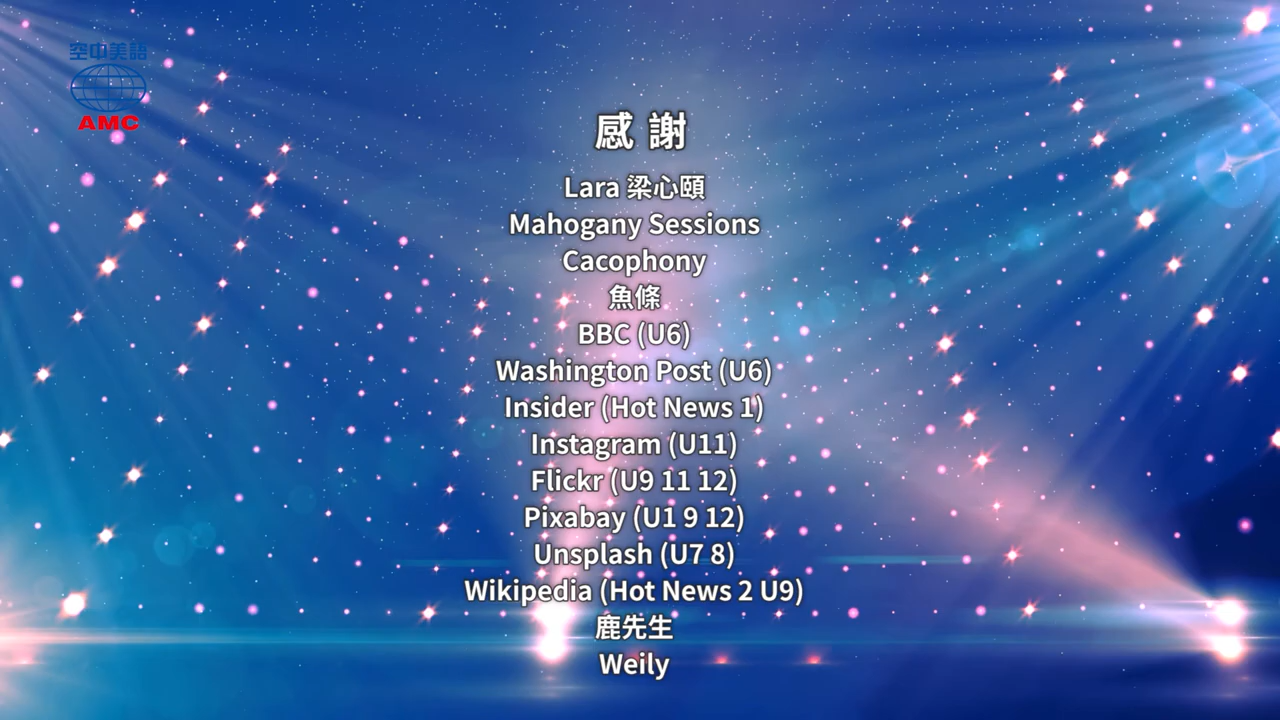 空中美語
AMC
感謝
Lara 梁心頤
Mahogany Sessions
Cacophony
魚條
BBC (U6)
Washington Post (U6)
Insider (Hot News 1)
Instagram (U11)
Flickr (U9 11 12)
Pixabay (U1 9 12)
Unsplash (U7 8)
Wikipedia (Hot News 2 U9)
鹿先生
Weily